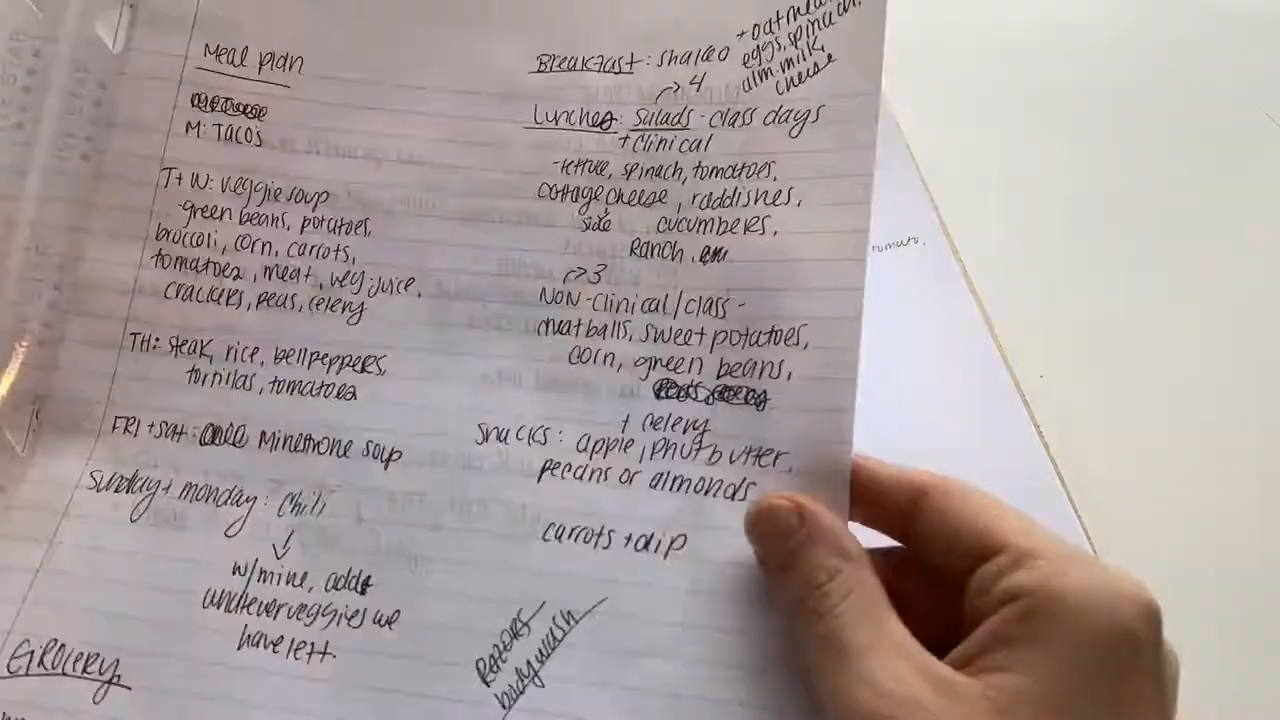 Meal plan
M: TACOS
T+W: veggie soup
-green beans, potatoes,
broccoli, corn, carrots,
tomatoes, meat, veg. juice,
crackers, peas, celery
TH: steak, rice, bellpeppers,
tortillas, tomatoes
FRI + sat: Minestrone soup
Sunday + monday: Chili
w/mine, add
whatever veggies we
have left.
GROCERY
Breakfast:
+ oatmeal
eggs, spinach,
alm. milk,
cheese
→ 4
Lunches: salads - class days
+ clinical
-lettuce, spinach, tomatoes,
cottage cheese, raddishes,
side cucumbers,
Ranch
→ 3
NON-clinical/class -
meatballs, sweet potatoes,
corn, green beans,
+ celery
Snacks: apple, pnut butter,
pecans or almonds
carrots + dip
RAZORS
body wash
tomato,